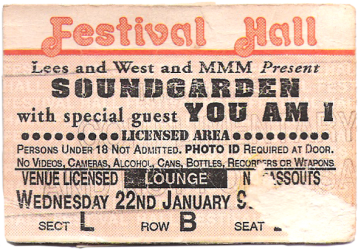 Festival Hall
Lees and West and MMM Present
SOUNDGARDEN
with special guest YOU AM I
LICENSED AREA
PERSONS UNDER 18 NOT ADMITTED. PHOTO ID REQUIRED AT DOOR.
NO VIDEOS, CAMERAS, ALCOHOL, CANS, BOTTLES, RECORDERS OR WEAPONS
VENUE LICENSED LOUNGE N ASSOUTS
WEDNESDAY 22ND JANUARY 9
SECT L ROW B SEAT